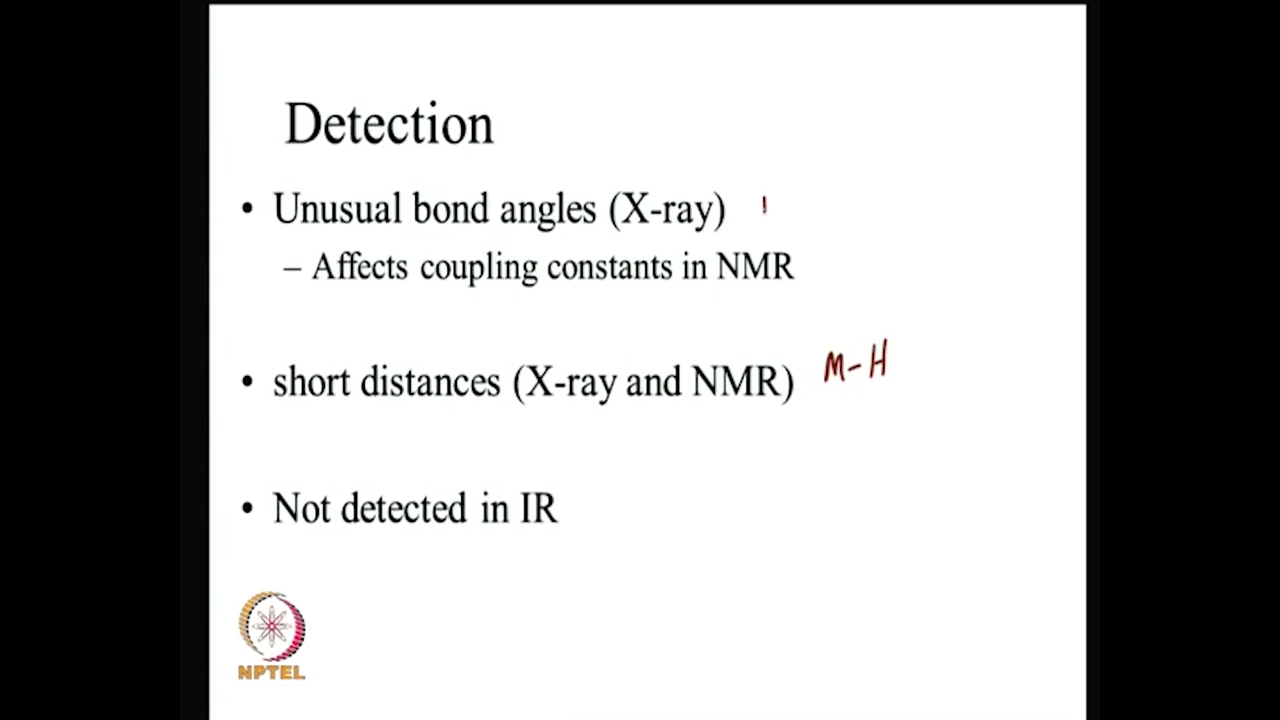 Detection
• Unusual bond angles (X-ray)
– Affects coupling constants in NMR
• short distances (X-ray and NMR) M-H
• Not detected in IR
NPTEL